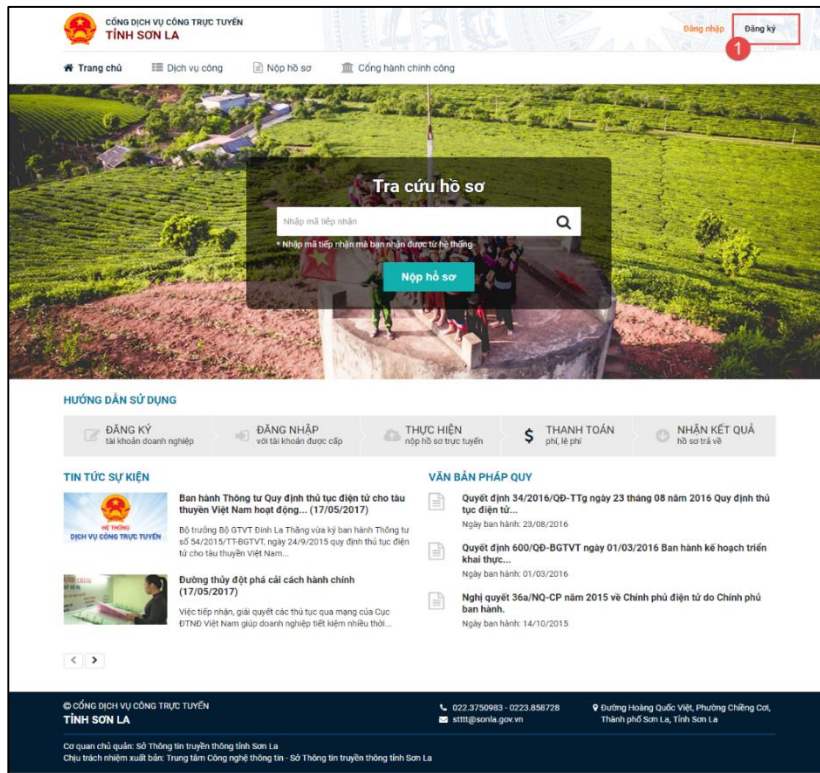 CỔNG DỊCH VỤ CÔNG TRỰC TUYẾN
TỈNH SƠN LA
Đăng nhập
Đăng ký
1
Trang chủ
Dịch vụ công
Nộp hồ sơ
Cổng hành chính công
Tra cứu hồ sơ
Nhập mã tiếp nhận
* Nhập mã tiếp nhận mà bạn nhận được từ hệ thống
Nộp hồ sơ
HƯỚNG DẪN SỬ DỤNG
ĐĂNG KÝ
tài khoản doanh nghiệp
ĐĂNG NHẬP
với tài khoản được cấp
THỰC HIỆN
nộp hồ sơ trực tuyến
$ THANH TOÁN
phí, lệ phí
NHẬN KẾT QUẢ
hồ sơ trả về
TIN TỨC SỰ KIỆN
HỆ THỐNG
DỊCH VỤ CÔNG TRỰC TUYẾN
Ban hành Thông tư Quy định thủ tục điện tử cho tàu
thuyền Việt Nam hoạt động... (17/05/2017)
Bộ trưởng Bộ GTVT Đinh La Thăng vừa ký ban hành Thông tư
số 54/2015/TT-BGTVT, ngày 24/9/2015 quy định thủ tục điện
tử cho tàu thuyền Việt Nam...
Đường thủy đột phá cải cách hành chính
(17/05/2017)
Việc tiếp nhận, giải quyết các thủ tục qua mạng của Cục
ĐTNĐ Việt Nam giúp doanh nghiệp tiết kiệm nhiều thời...
VĂN BẢN PHÁP QUY
Quyết định 34/2016/QĐ-TTg ngày 23 tháng 08 năm 2016 Quy định thủ
tục điện tử...
Ngày ban hành: 23/08/2016
Quyết định 600/QĐ-BGTVT ngày 01/03/2016 Ban hành kế hoạch triển
khai thực...
Ngày ban hành: 01/03/2016
Nghị quyết 36a/NQ-CP năm 2015 về Chính phủ điện tử do Chính phủ
ban hành.
Ngày ban hành: 14/10/2015
© CỔNG DỊCH VỤ CÔNG TRỰC TUYẾN
TỈNH SƠN LA
022.3750983 - 0223.858728
stttt@sonla.gov.vn
Đường Hoàng Quốc Việt, Phường Chiềng Cơi,
Thành phố Sơn La, Tỉnh Sơn La
Cơ quan chủ quản: Sở Thông tin truyền thông tỉnh Sơn La
Chịu trách nhiệm xuất bản: Trung tâm Công nghệ thông tin - Sở Thông tin truyền thông tỉnh Sơn La